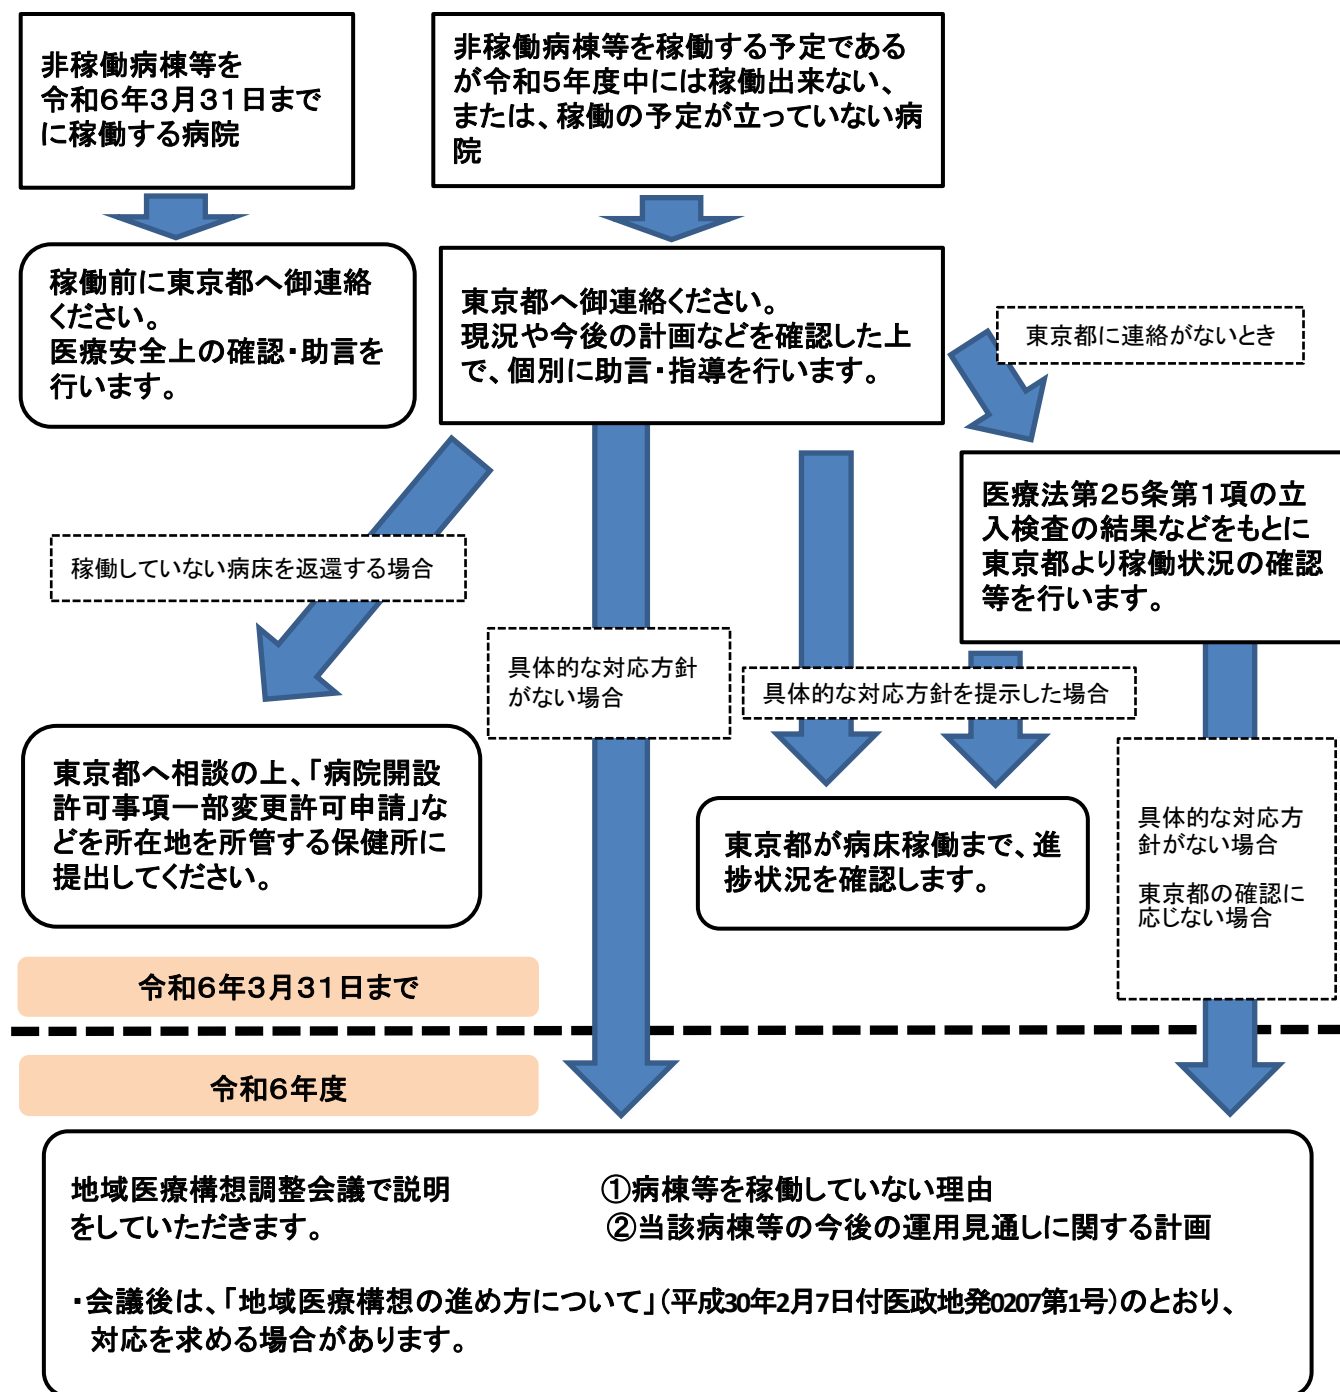 非稼働病棟等を
令和6年3月31日まで
に稼働する病院
非稼働病棟等を稼働する予定である
が令和5年度中には稼働出来ない、
または、稼働の予定が立っていない病
院
稼働前に東京都へ御連絡
ください。
医療安全上の確認・助言を
行います。
東京都へ御連絡ください。
現況や今後の計画などを確認した上
で、個別に助言・指導を行います。
東京都に連絡がないとき
医療法第25条第1項の立
入検査の結果などをもとに
東京都より稼働状況の確認
等を行います。
稼働していない病床を返還する場合
具体的な対応方針
がない場合
具体的な対応方針を提示した場合
東京都へ相談の上、「病院開設
許可事項一部変更許可申請」な
どを所在地を所管する保健所に
提出してください。
東京都が病床稼働まで、進
捗状況を確認します。
具体的な対応方
針がない場合
東京都の確認に
応じない場合
令和6年3月31日まで
令和6年度
地域医療構想調整会議で説明
をしていただきます。
①病棟等を稼働していない理由
②当該病棟等の今後の運用見通しに関する計画
・会議後は、「地域医療構想の進め方について」（平成30年2月7日付医政地発0207第1号）のとおり、
対応を求める場合があります。